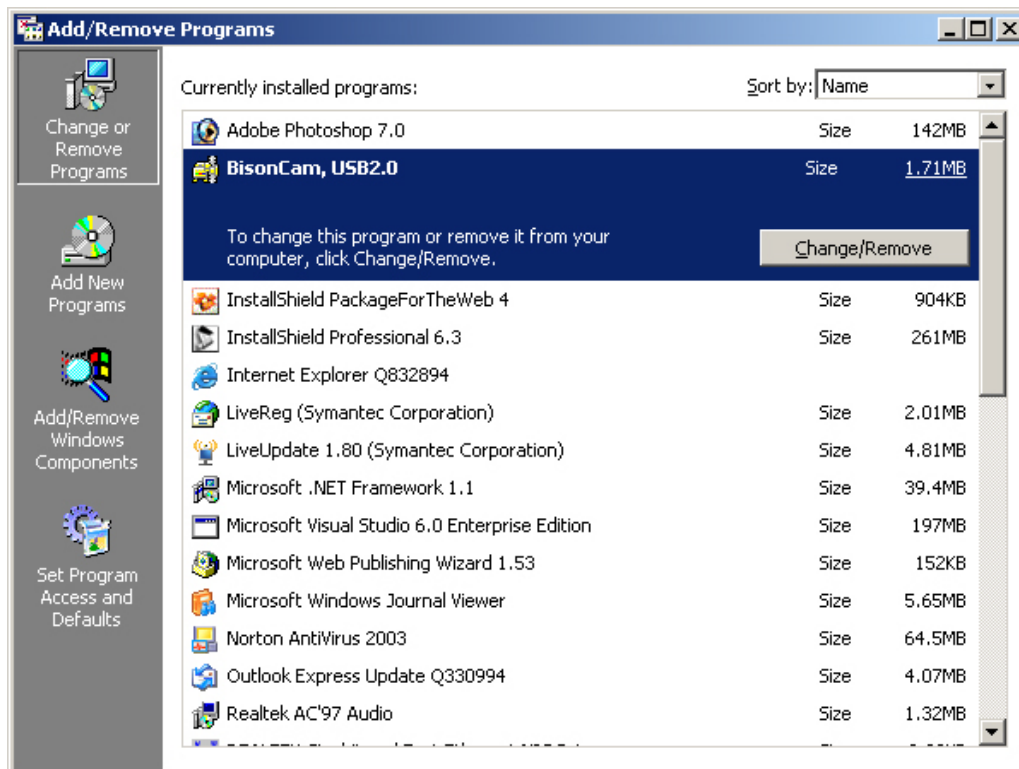 Add/Remove Programs
Change or
Remove
Programs
Add New
Programs
Add/Remove
Windows
Components
Set Program
Access and
Defaults
Currently installed programs:
Sort by: Name
Adobe Photoshop 7.0 Size 142MB
BisonCam, USB2.0 Size 1.71MB
To change this program or remove it from your
computer, click Change/Remove.
Change/Remove
InstallShield PackageForTheWeb 4 Size 904KB
InstallShield Professional 6.3 Size 261MB
Internet Explorer Q832894
LiveReg (Symantec Corporation) Size 2.01MB
LiveUpdate 1.80 (Symantec Corporation) Size 4.81MB
Microsoft .NET Framework 1.1 Size 39.4MB
Microsoft Visual Studio 6.0 Enterprise Edition Size 197MB
Microsoft Web Publishing Wizard 1.53 Size 152KB
Microsoft Windows Journal Viewer Size 5.65MB
Norton AntiVirus 2003 Size 64.5MB
Outlook Express Update Q330994 Size 4.07MB
Realtek AC'97 Audio Size 1.32MB